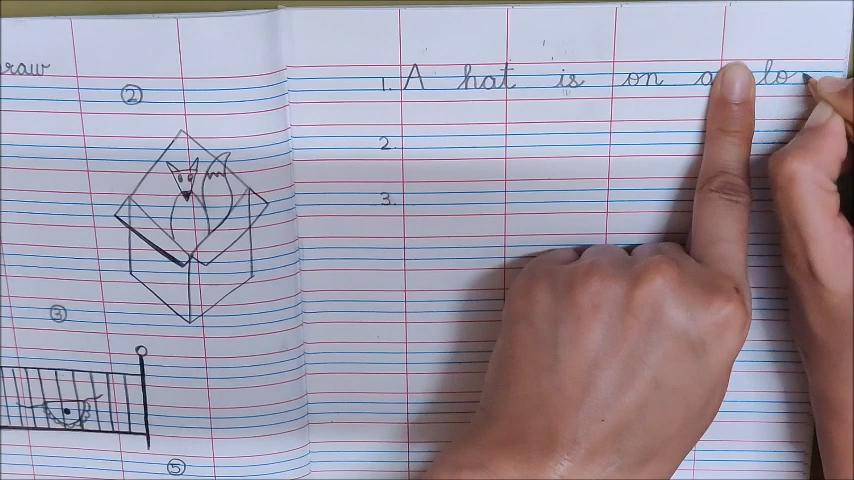 raw
②
③
⑤
1. A hat is on a lo
2.
3.